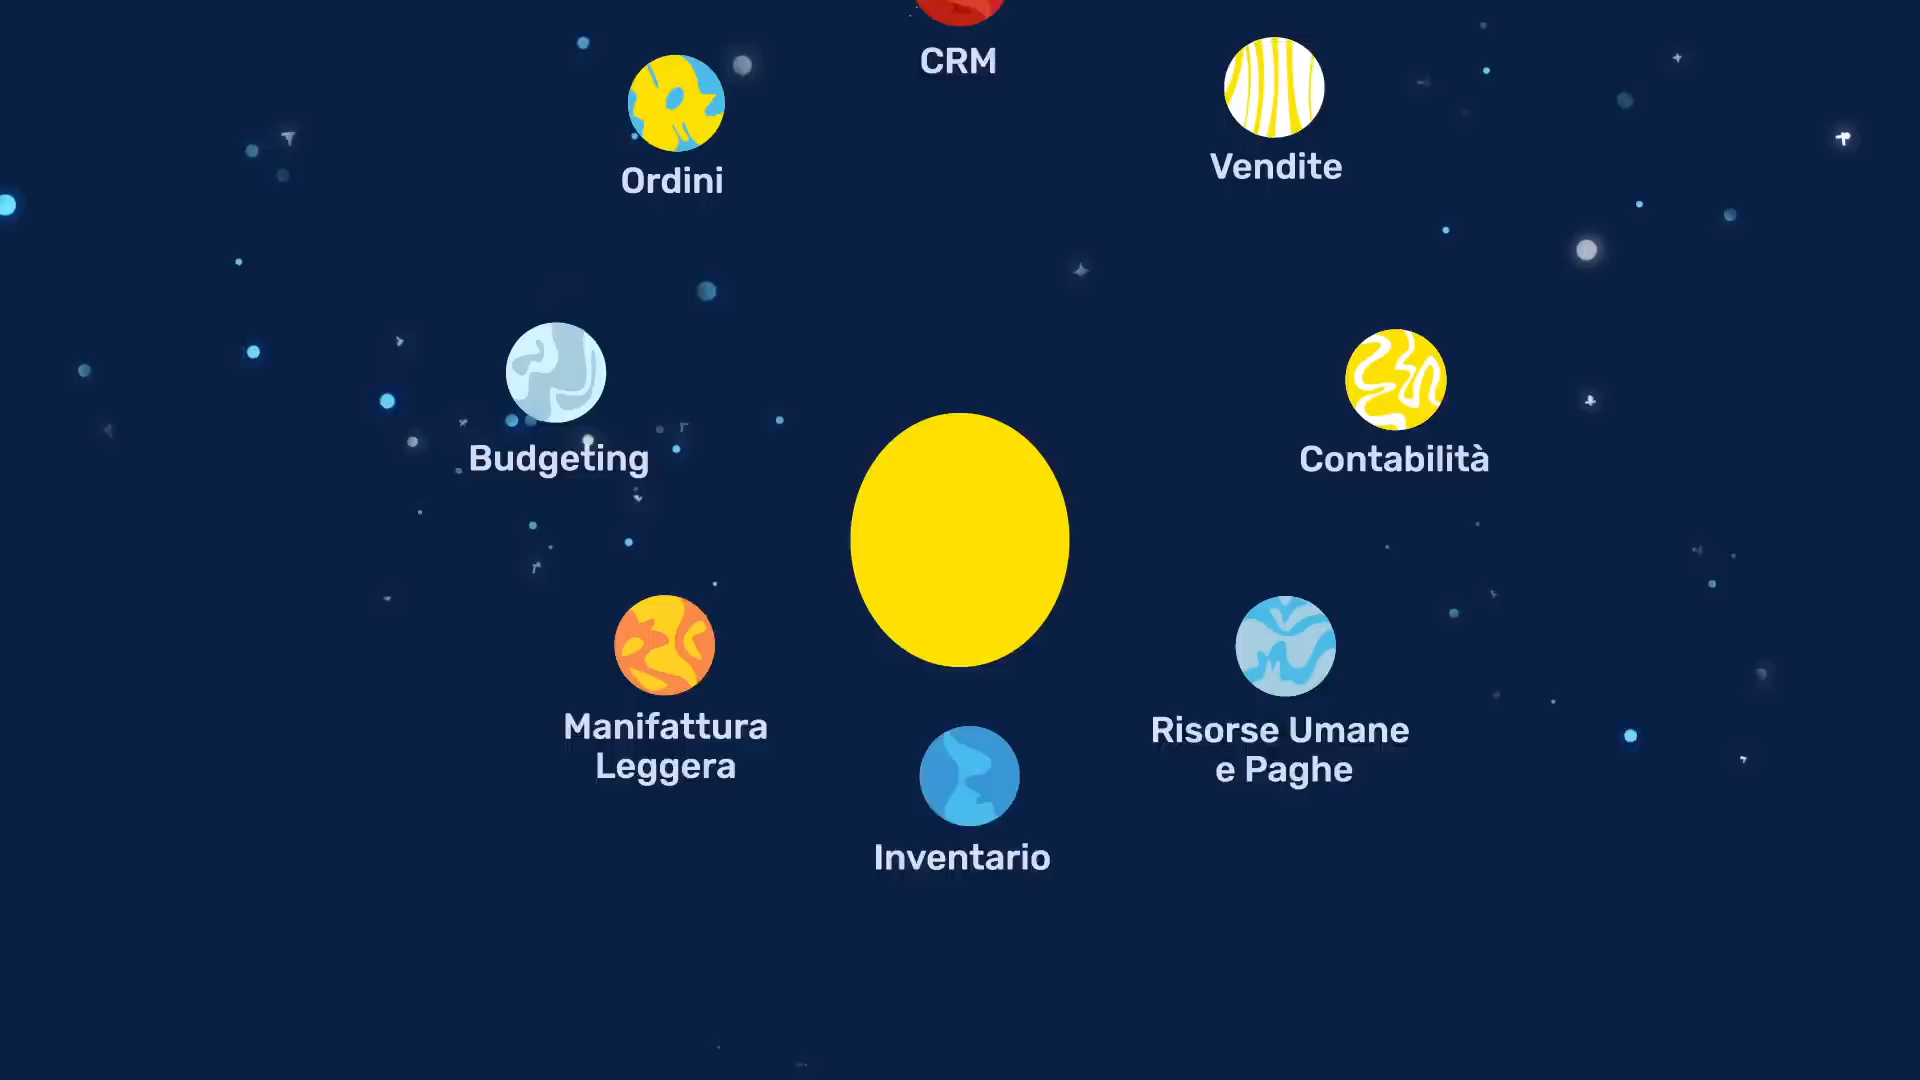 CRM
Ordini
Vendite
Budgeting
Contabilità
Manifattura
Leggera
Risorse Umane
e Paghe
Inventario